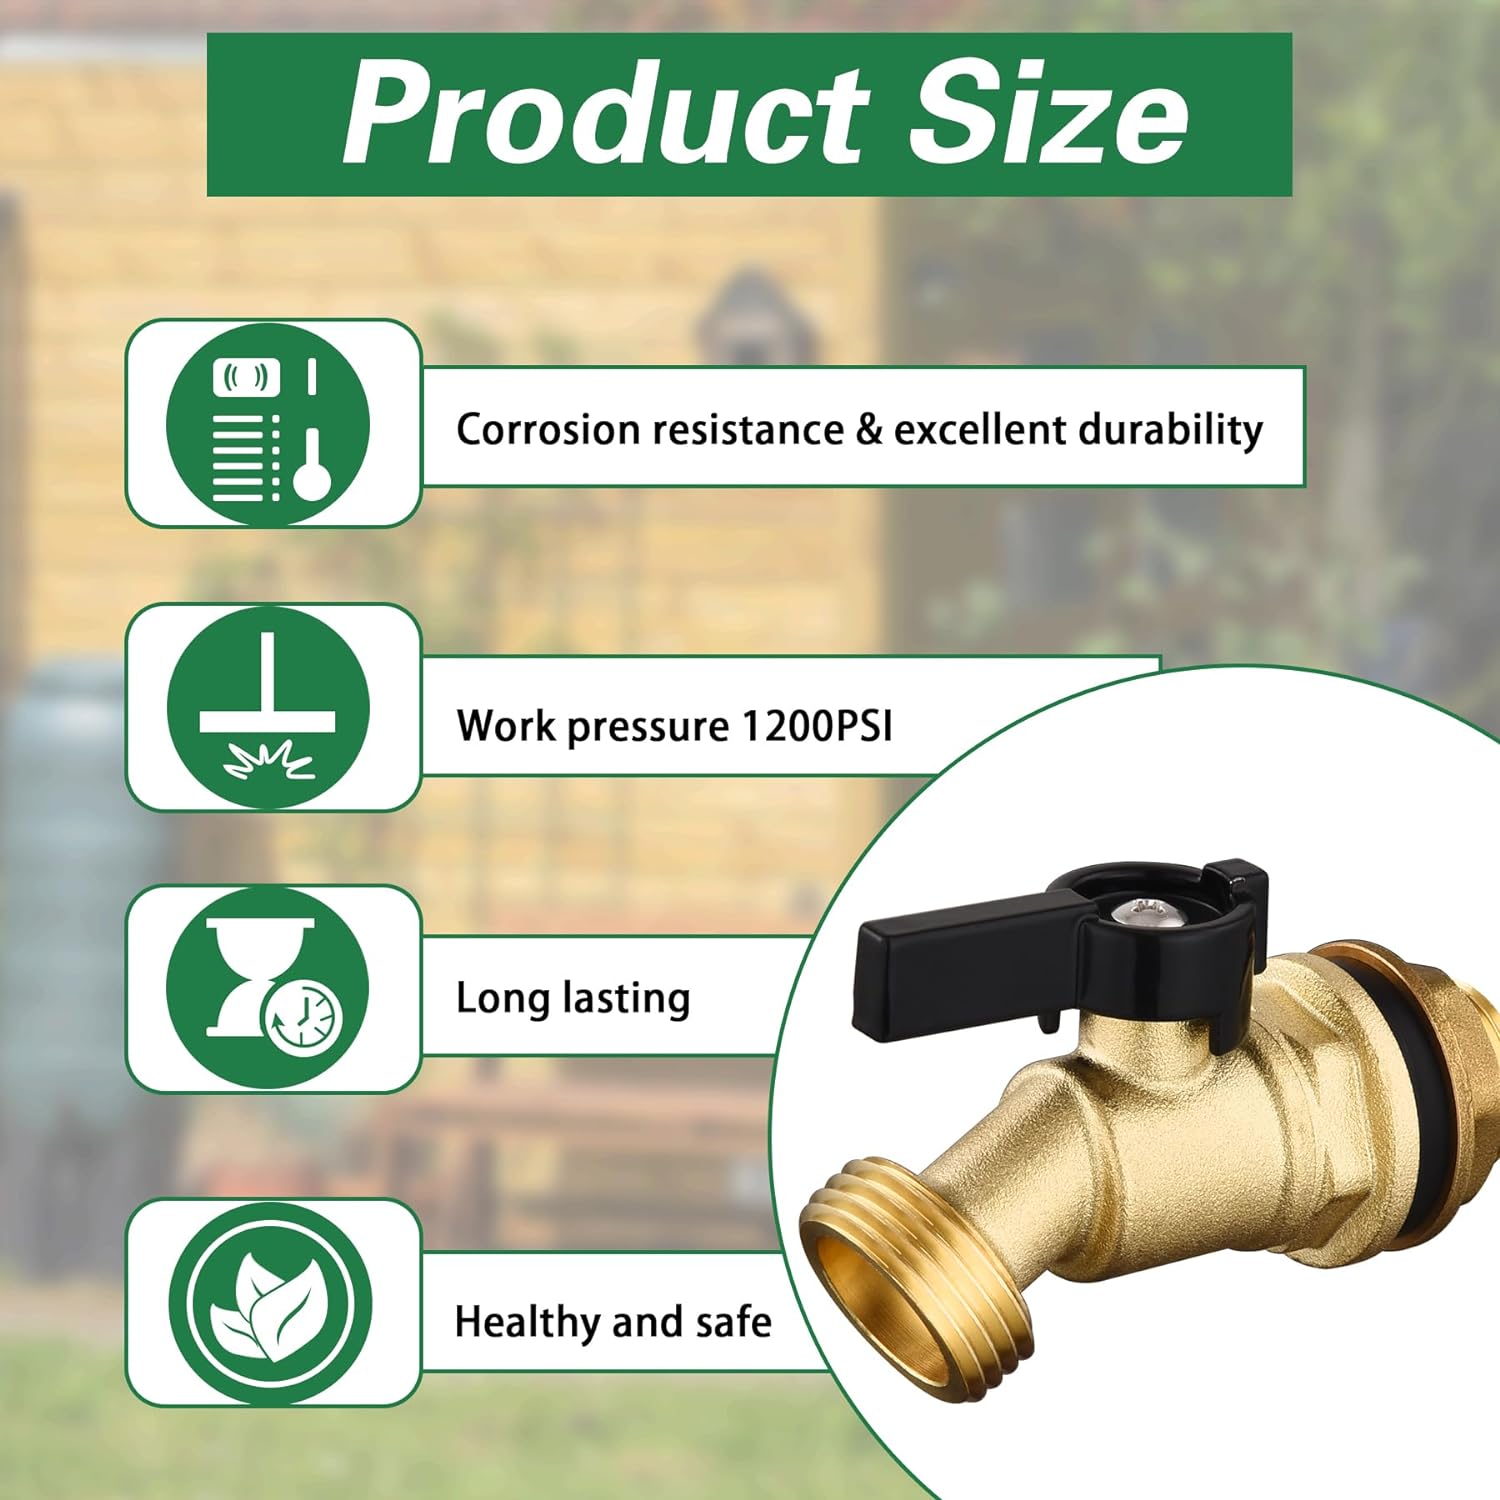 Product Size
Corrosion resistance & excellent durability
Work pressure 1200PSI
Long lasting
Healthy and safe